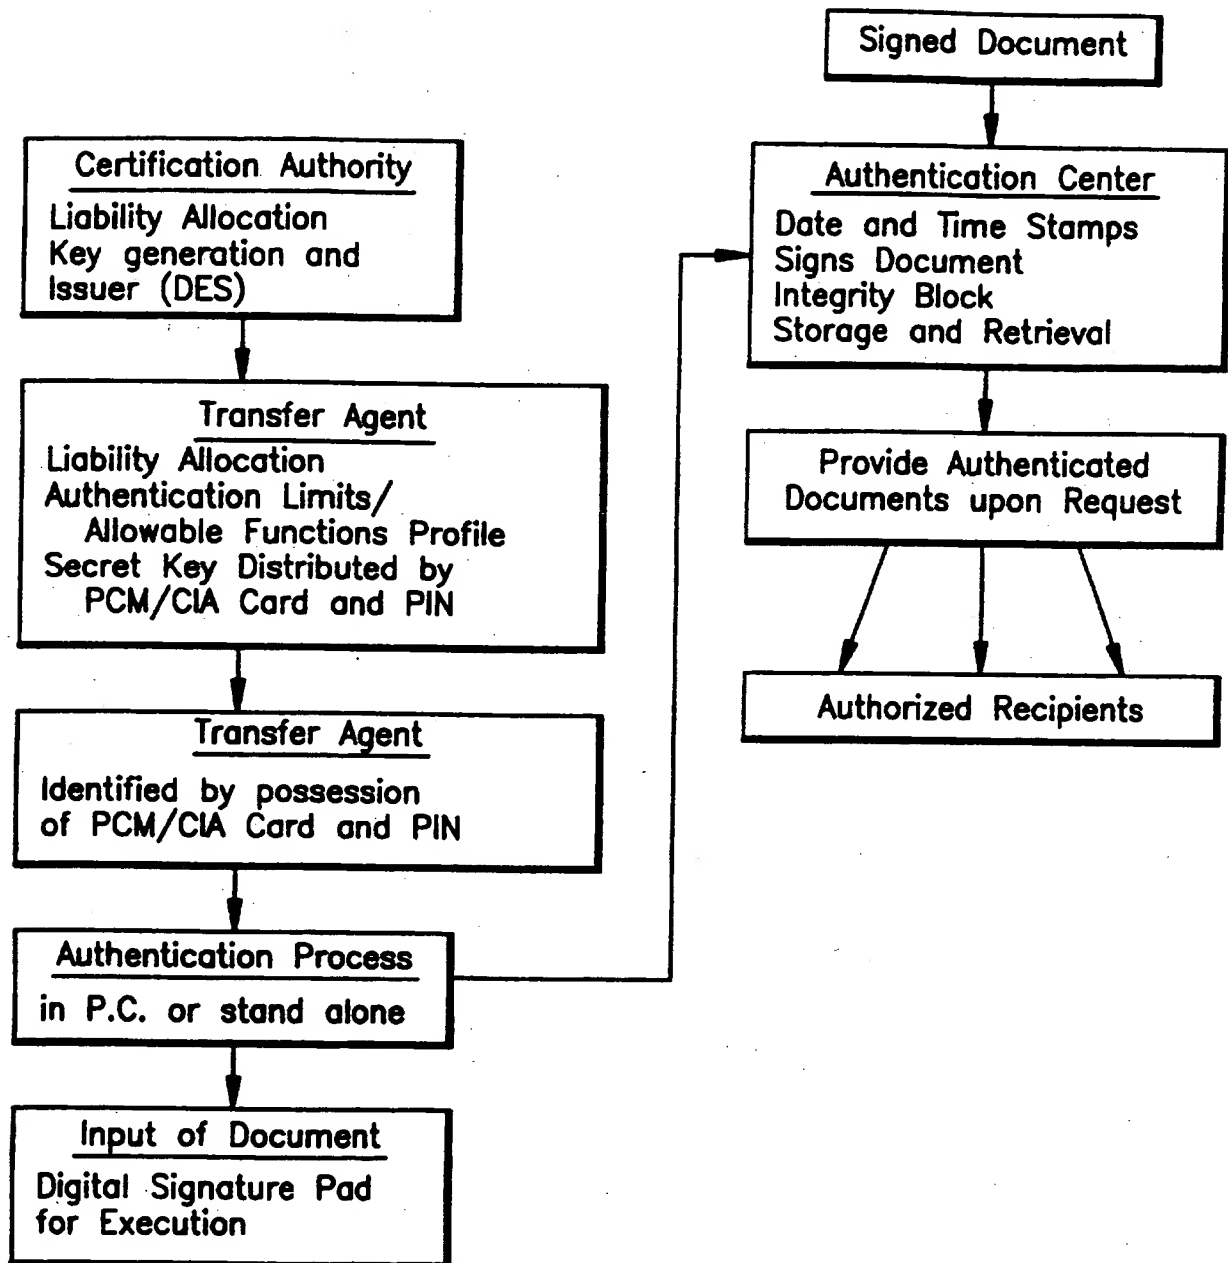 Certification Authority
Liability Allocation
Key generation and
Issuer (DES)
Transfer Agent
Liability Allocation
Authentication Limits/
Allowable Functions Profile
Secret Key Distributed by
PCM/CIA Card and PIN
Transfer Agent
Identified by possession
of PCM/CIA Card and PIN
Authentication Process
in P.C. or stand alone
Input of Document
Digital Signature Pad
for Execution
Signed Document
Authentication Center
Date and Time Stamps
Signs Document
Integrity Block
Storage and Retrieval
Provide Authenticated
Documents upon Request
Authorized Recipients